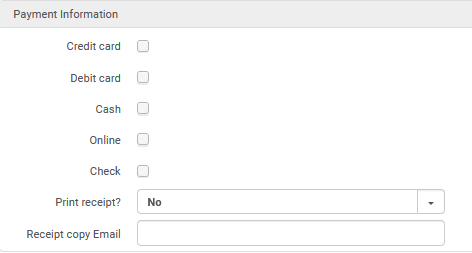 Payment Information
Credit card
Debit card
Cash
Online
Check
Print receipt? No
Receipt copy Email